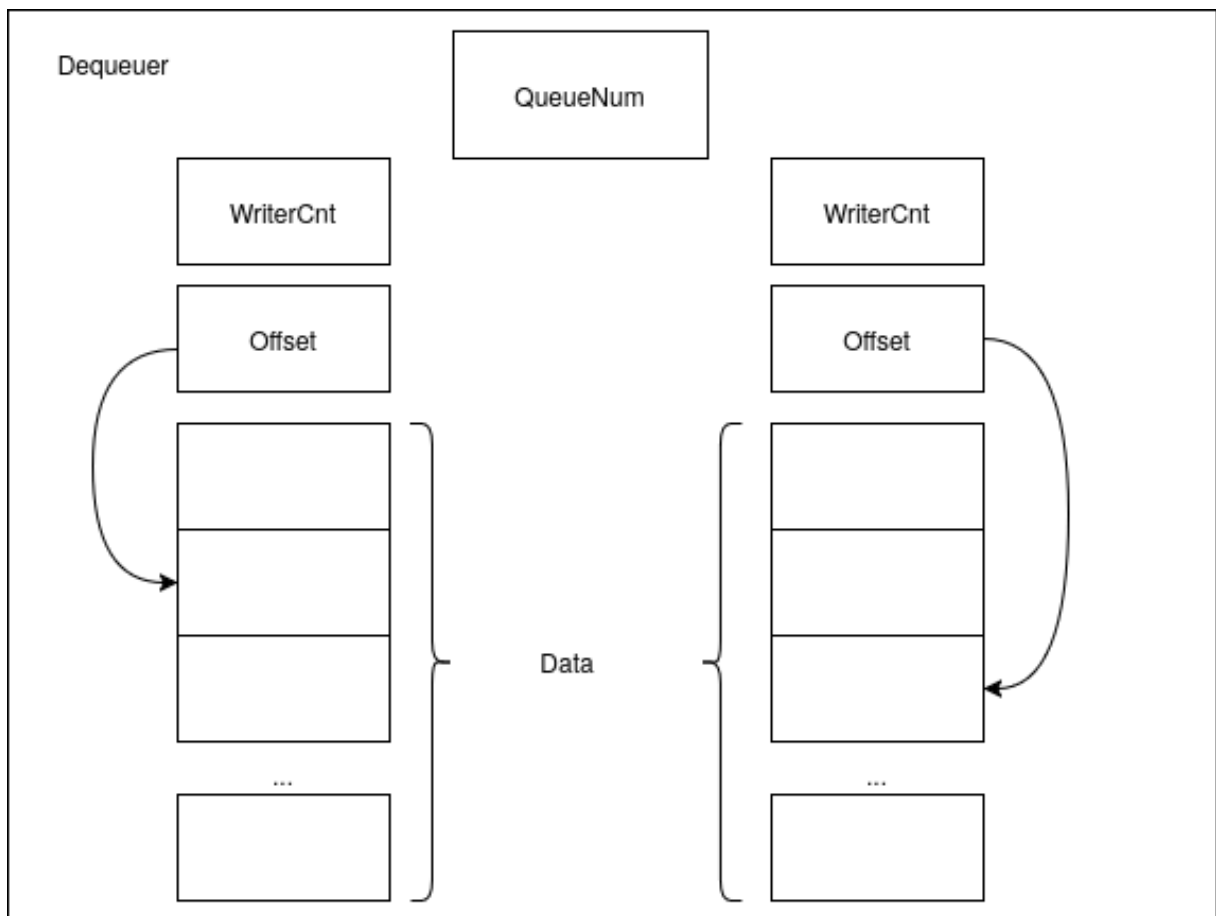 Dequeuer
QueueNum
WriterCnt
WriterCnt
Offset
Offset
Data
...
...